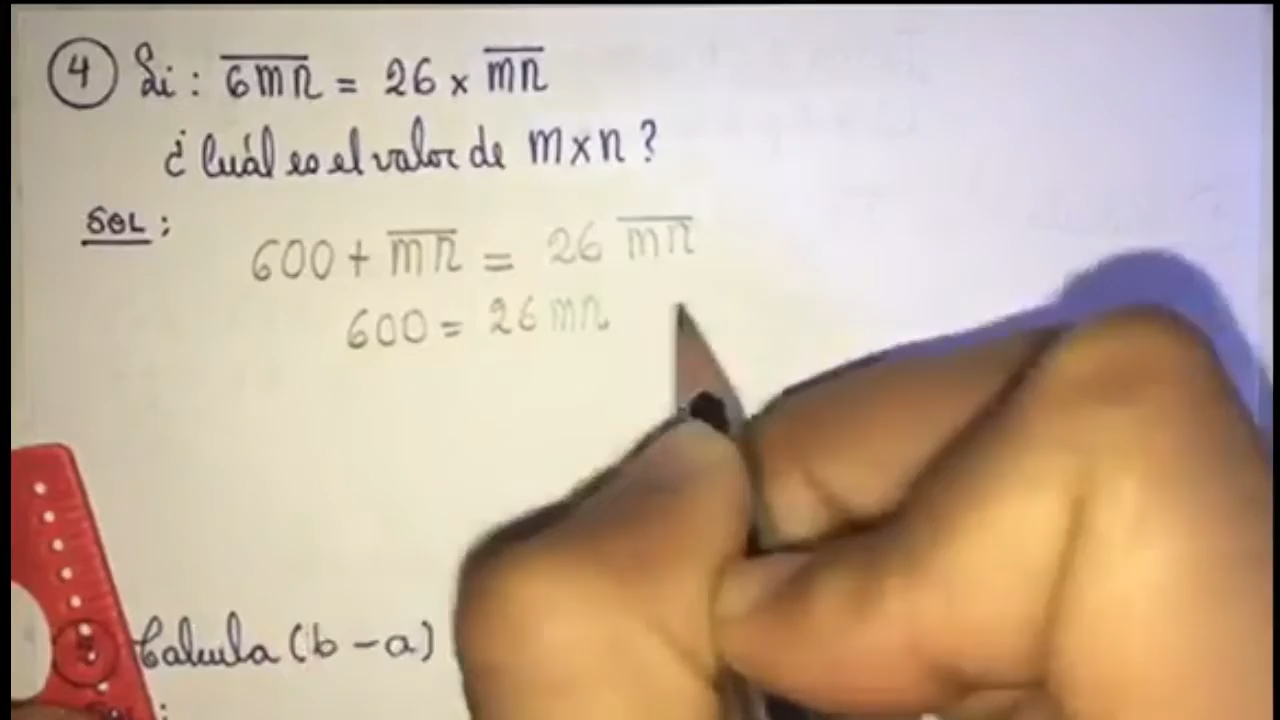 4 Si : 6mn = 26 x mn
¿Cuál es el valor de m x n ?
SOL :
600 + mn = 26 mn
600 = 26 mn
Calcula (b - a)